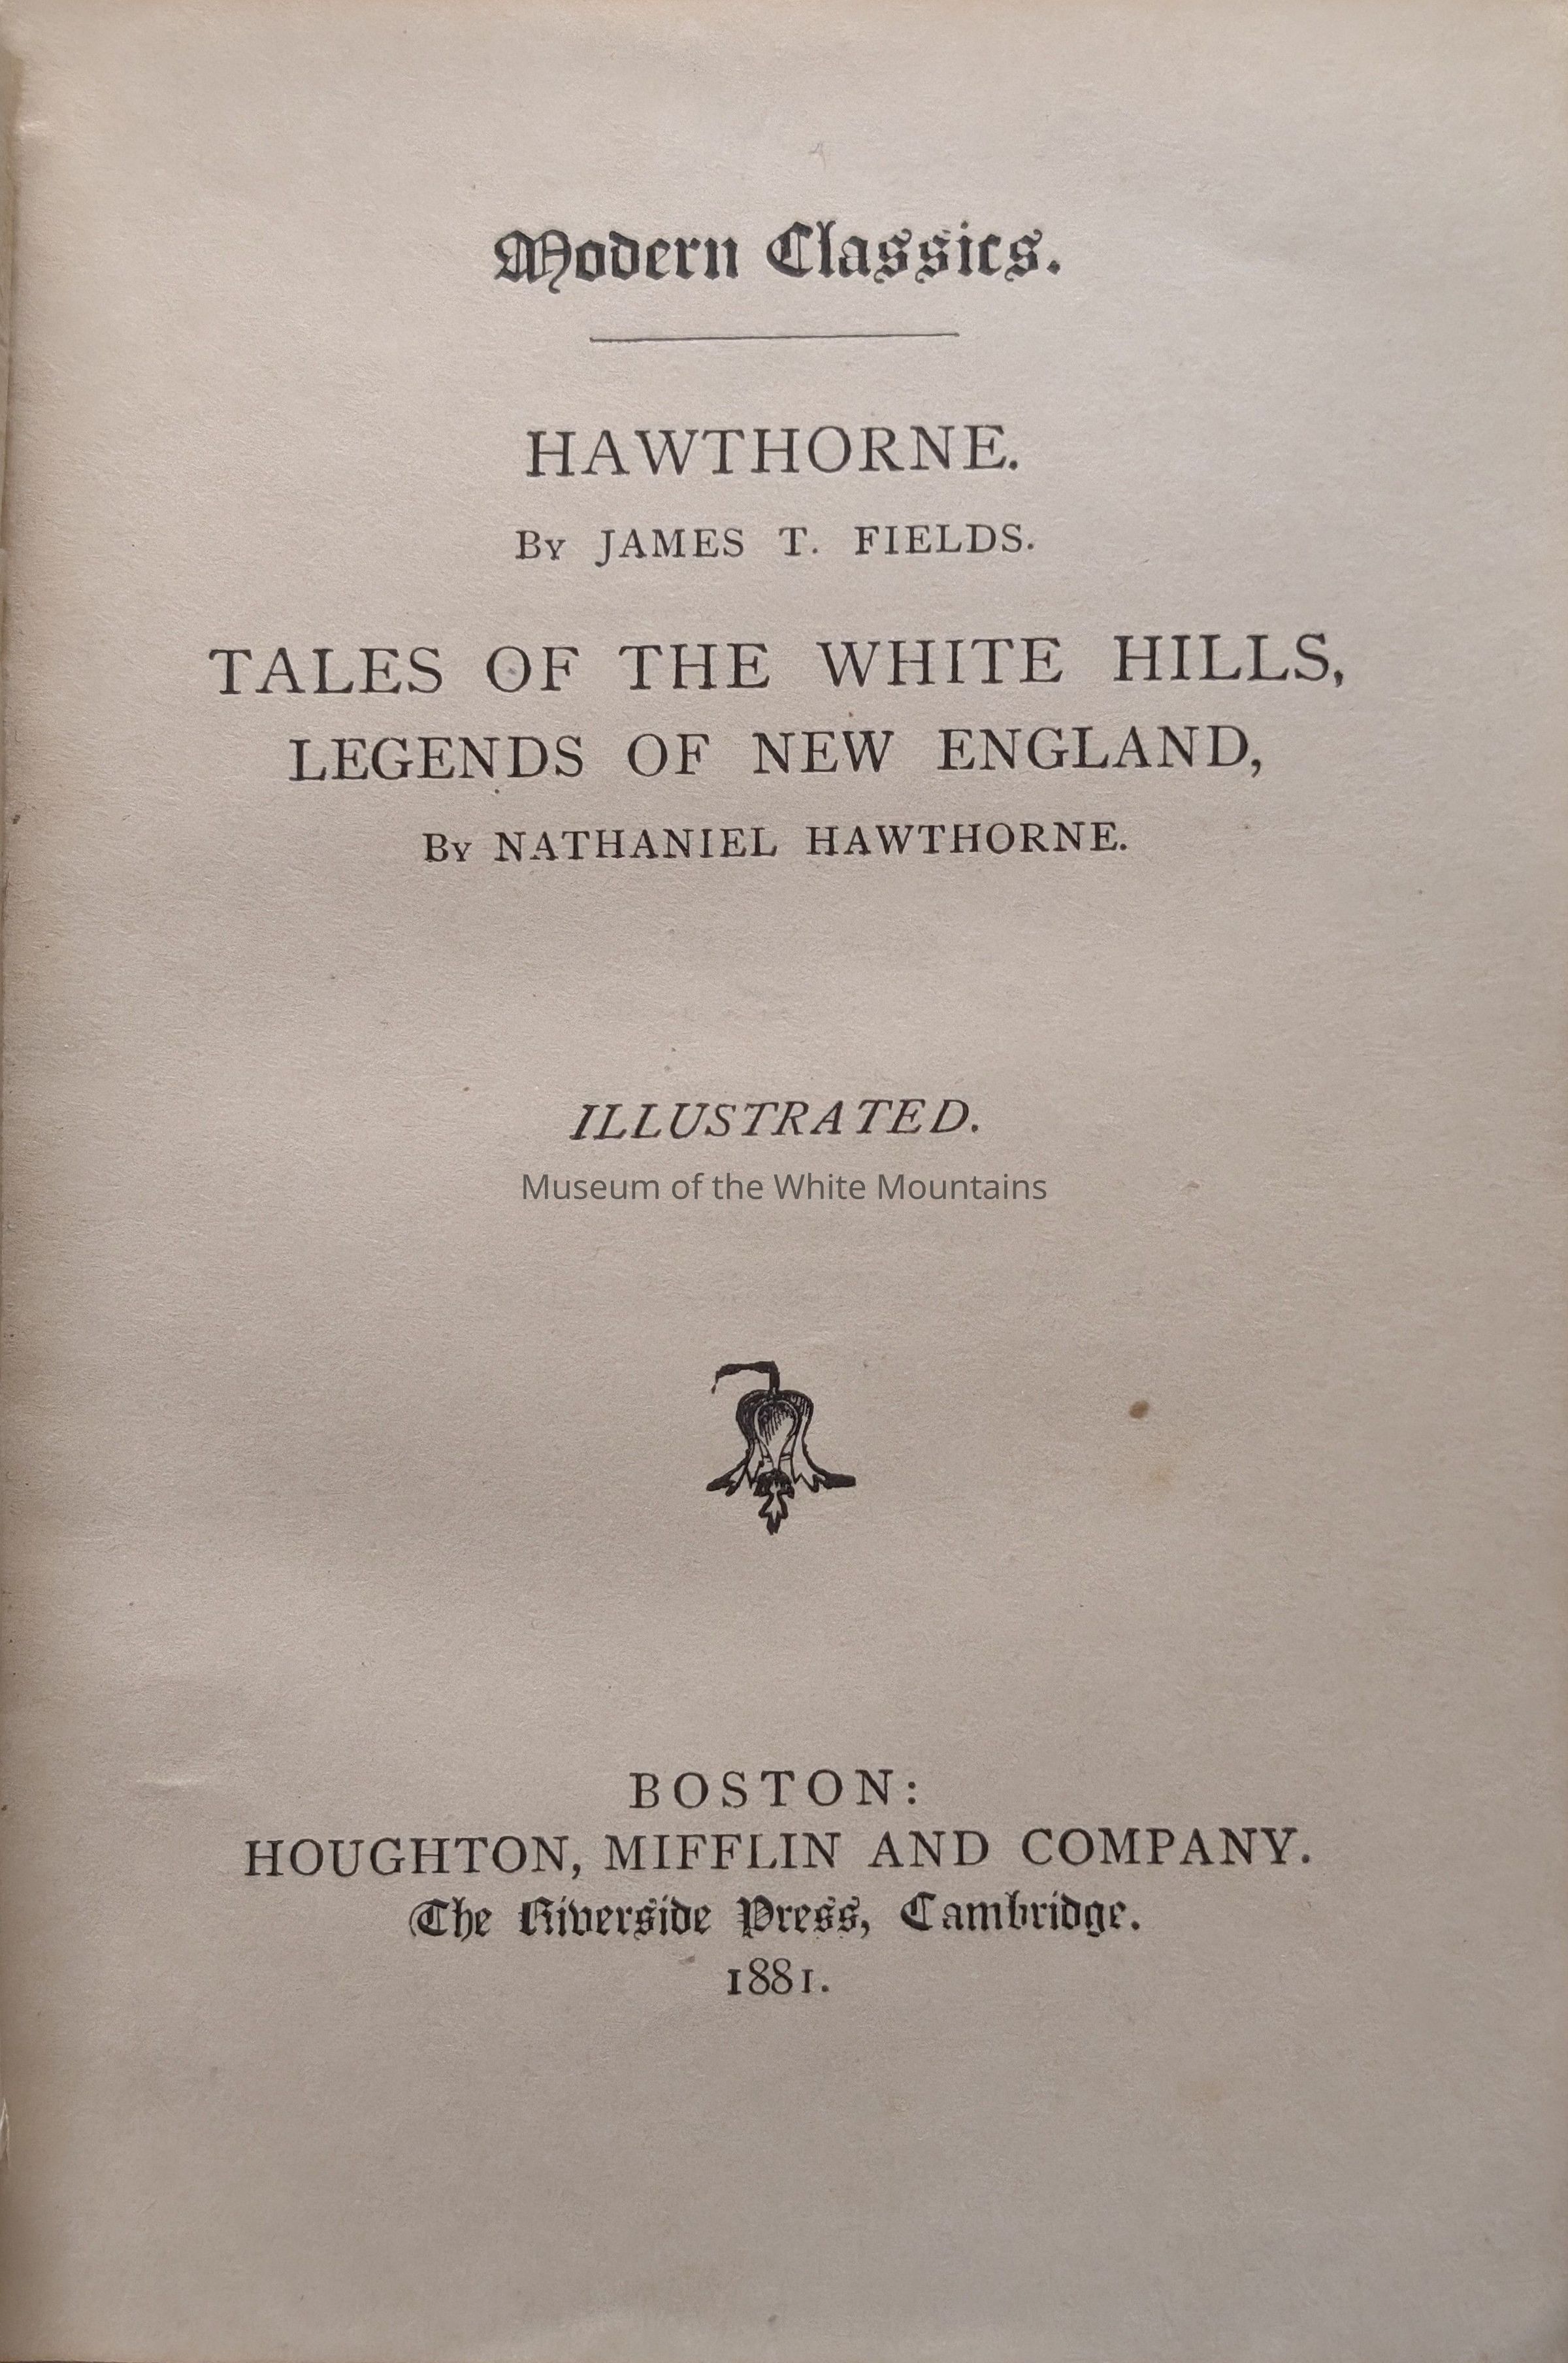 Modern Classics.
HAWTHORNE.
By JAMES T. FIELDS.
TALES OF THE WHITE HILLS,
LEGENDS OF NEW ENGLAND,
By NATHANIEL HAWTHORNE.
ILLUSTRATED.
Museum of the White Mountains
BOSTON:
HOUGHTON, MIFFLIN AND COMPANY.
The Riverside Press, Cambridge.
1881.